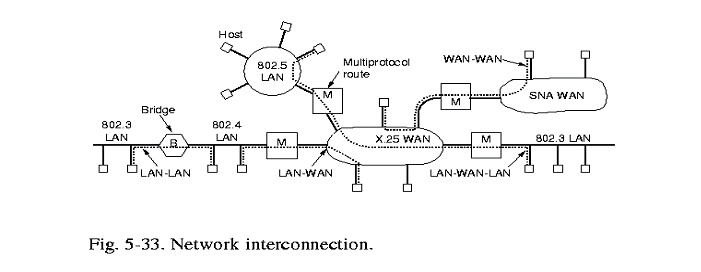 Host
802.5
LAN
Multiprotocol
route
M
WAN-WAN
M
SNA WAN
Bridge
802.3
LAN
B
802.4
LAN
M
X.25 WAN
M
802.3 LAN
LAN-LAN
LAN-WAN
LAN-WAN-LAN
Fig. 5-33. Network interconnection.